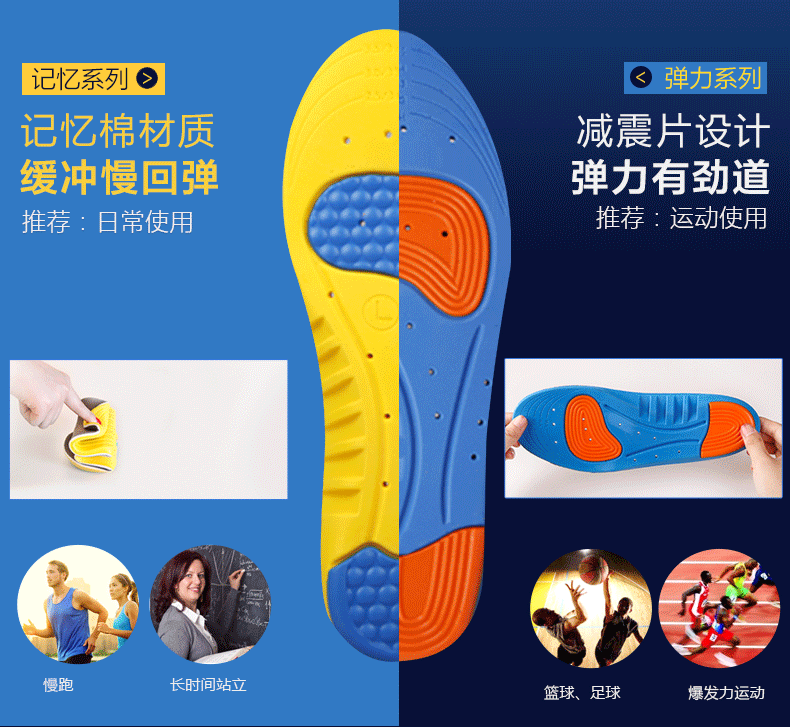 记忆系列 >
记忆棉材质
缓冲慢回弹
推荐：日常使用
< 弹力系列
减震片设计
弹力有劲道
推荐：运动使用
L
慢跑
长时间站立
篮球、足球
爆发力运动